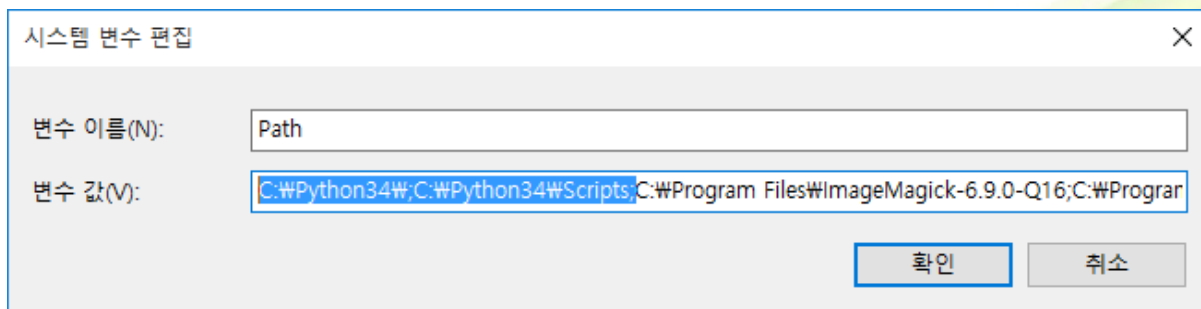 시스템 변수 편집
변수 이름(N): Path
변수 값(V): C:₩Python34₩;C:₩Python34₩Scripts;C:₩Program Files₩ImageMagick-6.9.0-Q16;C:₩Program
확인 취소